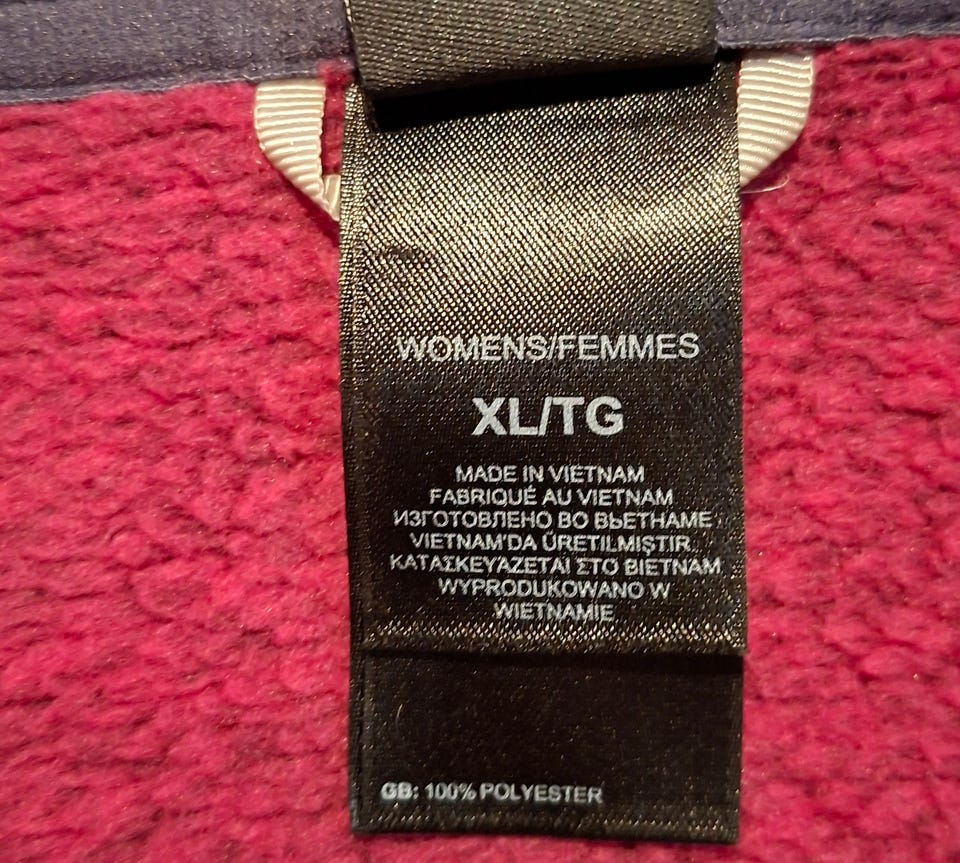 WOMENS/FEMMES
XL/TG
MADE IN VIETNAM
FABRIQUÉ AU VIETNAM
ИЗГОТОВЛЕНО ВО ВЬЕТНАМЕ
VIETNAM'DA ÜRETILMIŞTIR
ΚΑΤΑΣΚΕΥΑΖΕΤΑΙ ΣΤΟ ΒΙΕΤΝΑΜ
WYPRODUKOWANO W
WIETNAMIE
GB: 100% POLYESTER